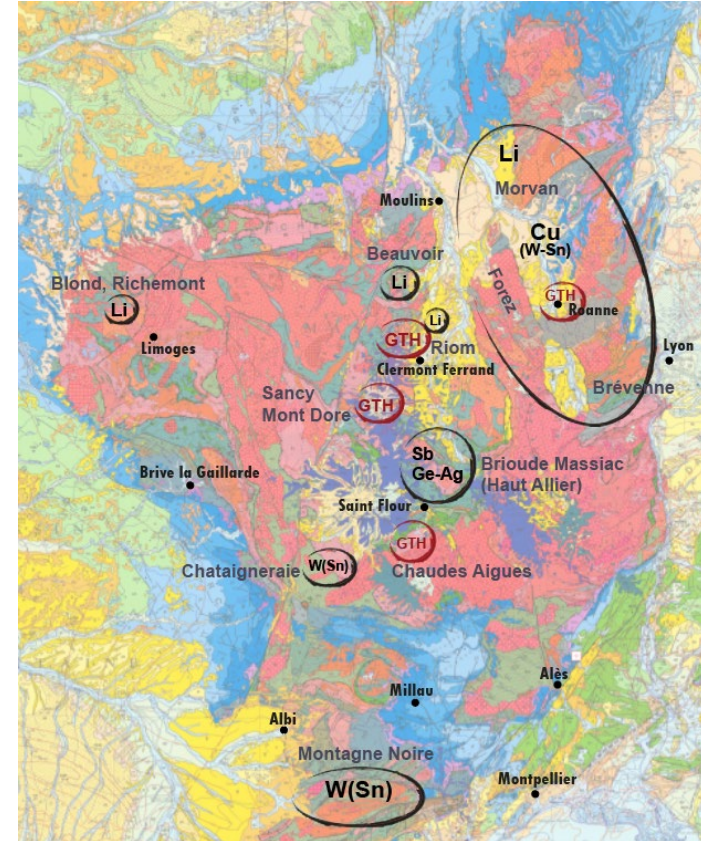 Li
Morvan
Moulins
Cu
(W-Sn)
Beauvoir
Li
Blond, Richemont
Li
Forez
GTH
Roanne
Li
GTH
Riom
Limoges
Clermont Ferrand
Lyon
Sancy
Mont Dore
GTH
Brévenne
Sb
Ge-Ag
Brioude Massiac
(Haut Allier)
Brive la Gaillarde
Saint Flour
GTH
Chataigneraie
W(Sn)
Chaudes Aigues
Alès
Millau
Albi
Montagne Noire
W(Sn)
Montpellier